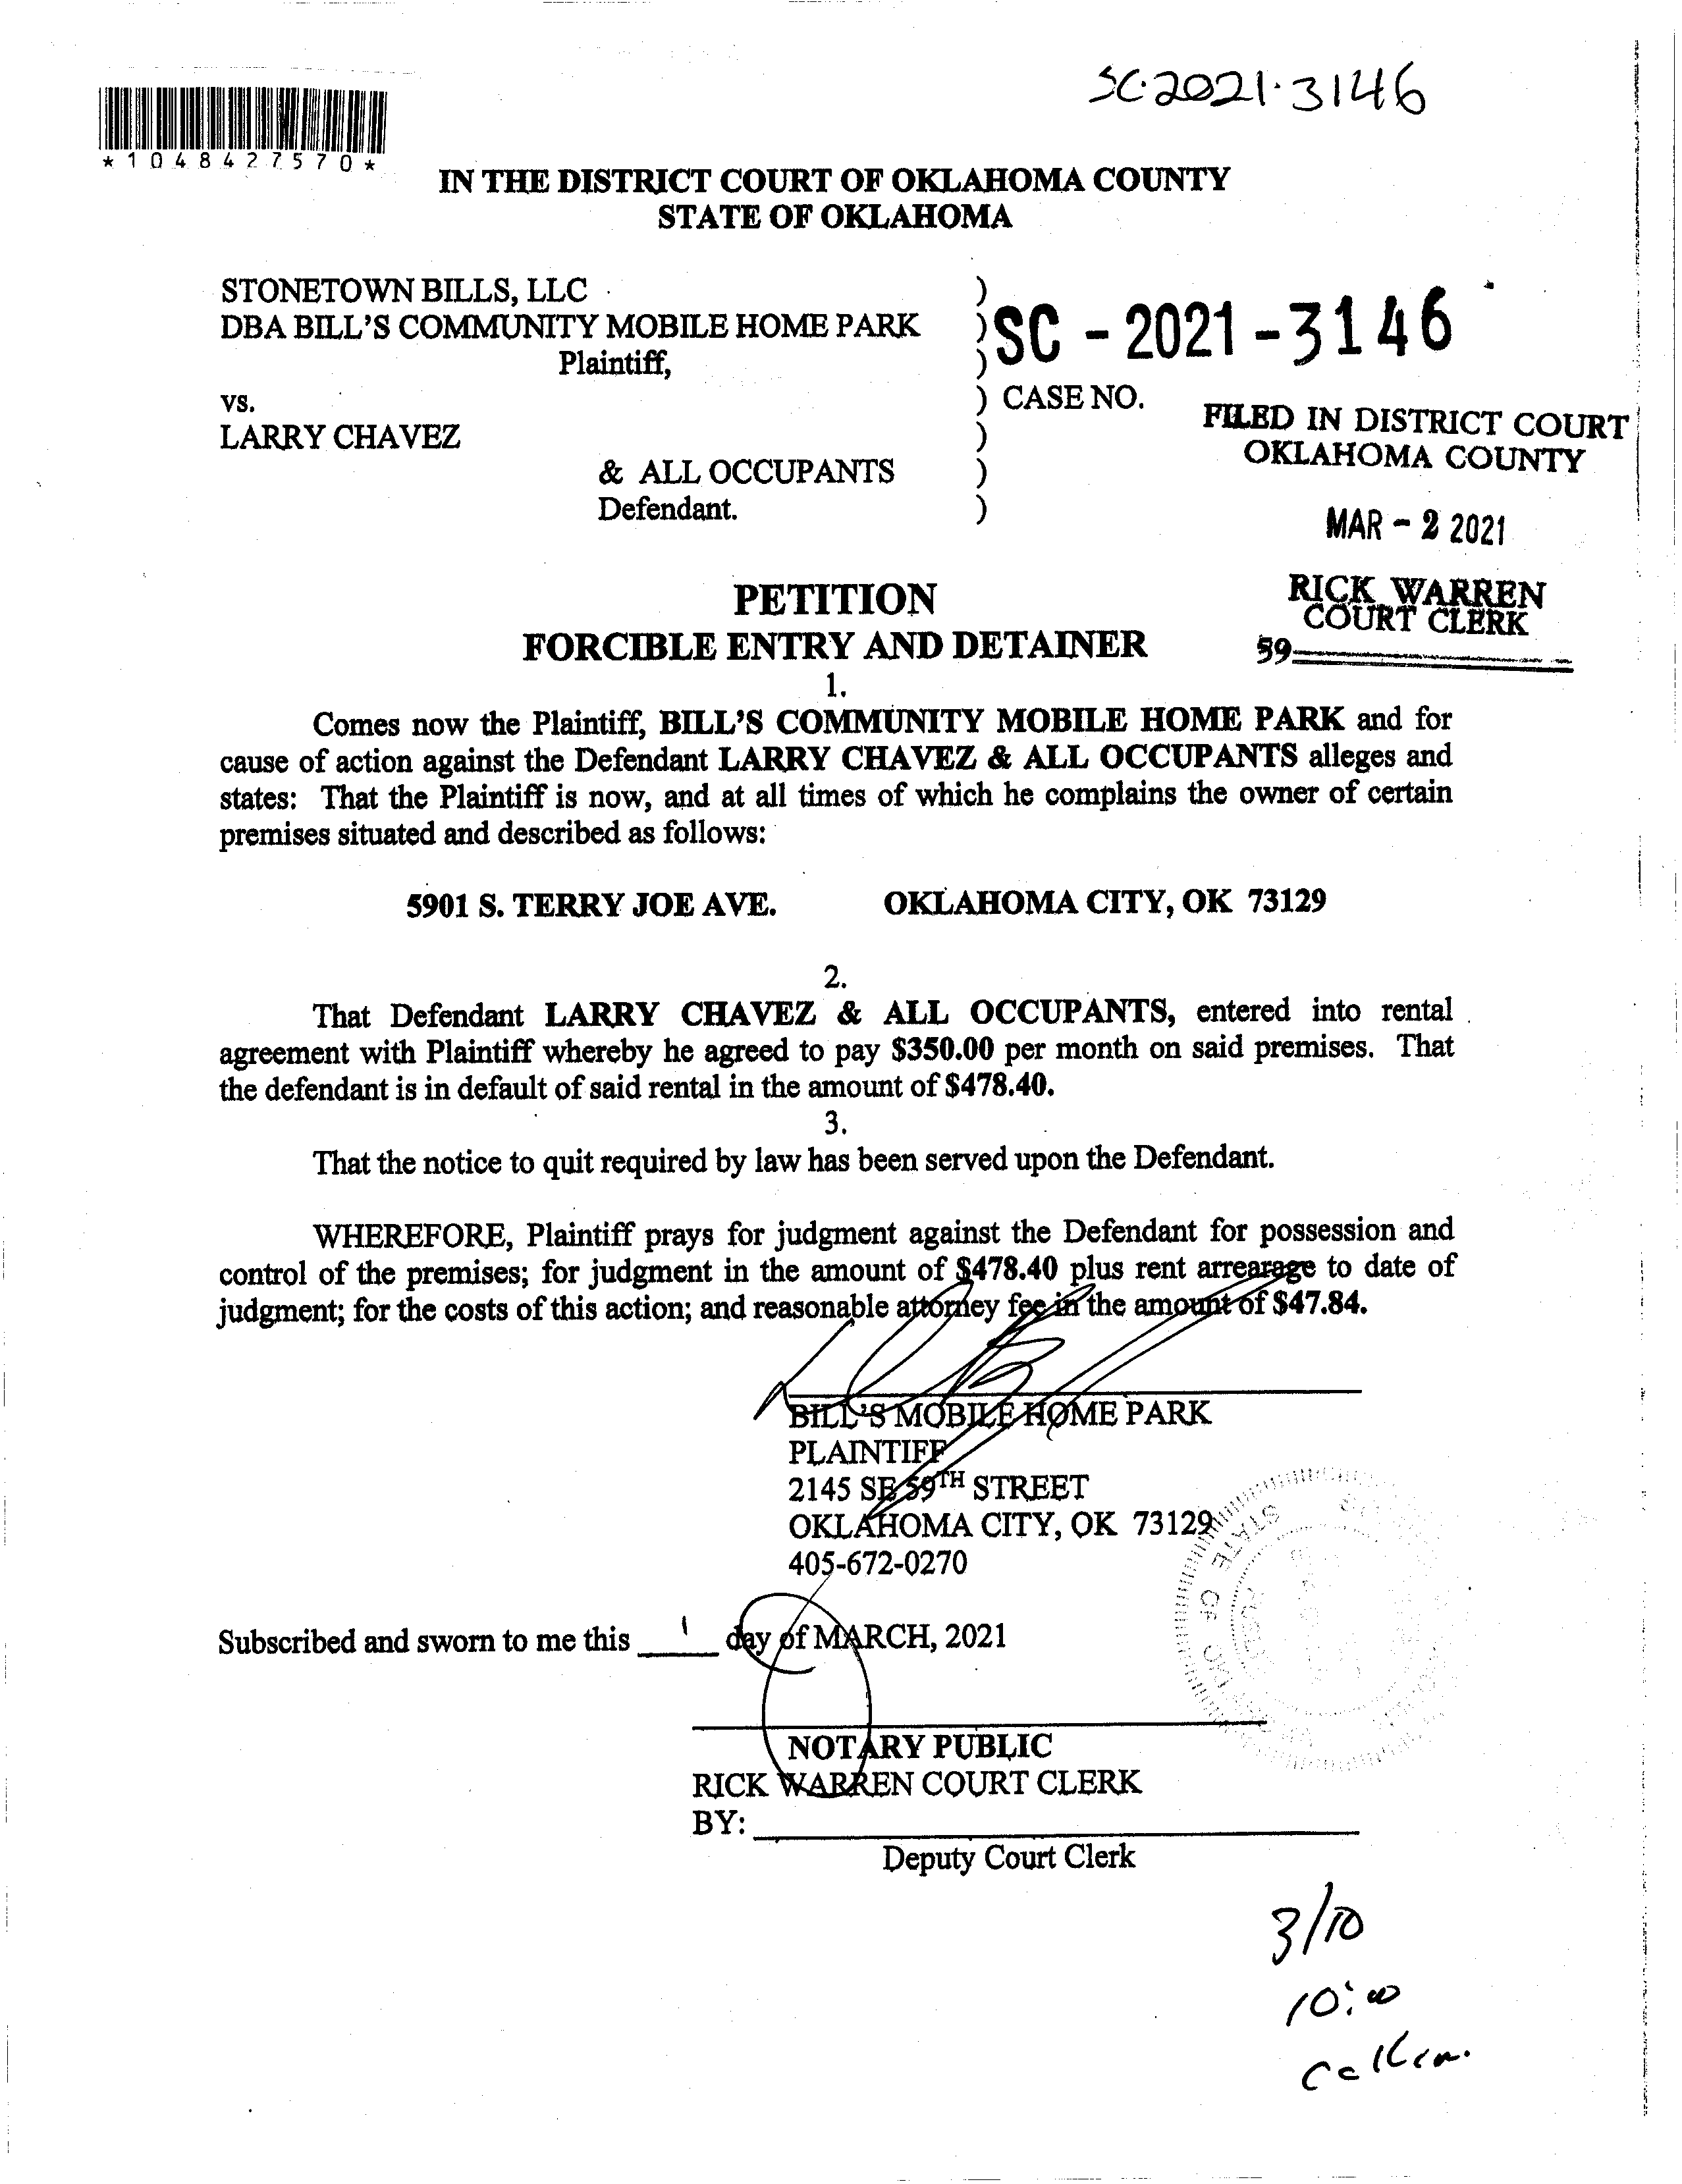 SC-2021-3146
*1048427570*
IN THE DISTRICT COURT OF OKLAHOMA COUNTY
STATE OF OKLAHOMA
STONETOWN BILLS, LLC )
DBA BILL'S COMMUNITY MOBILE HOME PARK ) SC - 2021 - 3146
Plaintiff, )
vs. ) CASE NO.
FILED IN DISTRICT COURT
LARRY CHAVEZ )
OKLAHOMA COUNTY
& ALL OCCUPANTS )
Defendant. )
MAR - 2 2021
PETITION
RICK WARREN
COURT CLERK
FORCIBLE ENTRY AND DETAINER
59
1.
Comes now the Plaintiff, BILL'S COMMUNITY MOBILE HOME PARK and for
cause of action against the Defendant LARRY CHAVEZ & ALL OCCUPANTS alleges and
states: That the Plaintiff is now, and at all times of which he complains the owner of certain
premises situated and described as follows:
5901 S. TERRY JOE AVE. OKLAHOMA CITY, OK 73129
2.
That Defendant LARRY CHAVEZ & ALL OCCUPANTS, entered into rental
agreement with Plaintiff whereby he agreed to pay $350.00 per month on said premises. That
the defendant is in default of said rental in the amount of $478.40.
3.
That the notice to quit required by law has been served upon the Defendant.
WHEREFORE, Plaintiff prays for judgment against the Defendant for possession and
control of the premises; for judgment in the amount of $478.40 plus rent arrearage to date of
judgment; for the costs of this action; and reasonable attorney fee in the amount of $47.84.
BILL'S MOBILE HOME PARK
PLAINTIFF
2145 SE 59TH STREET
OKLAHOMA CITY, OK 73129
405-672-0270
STATE OF
Subscribed and sworn to me this 1 day of MARCH, 2021
NOTARY PUBLIC
RICK WARREN COURT CLERK
BY:
Deputy Court Clerk
3/10
10:00